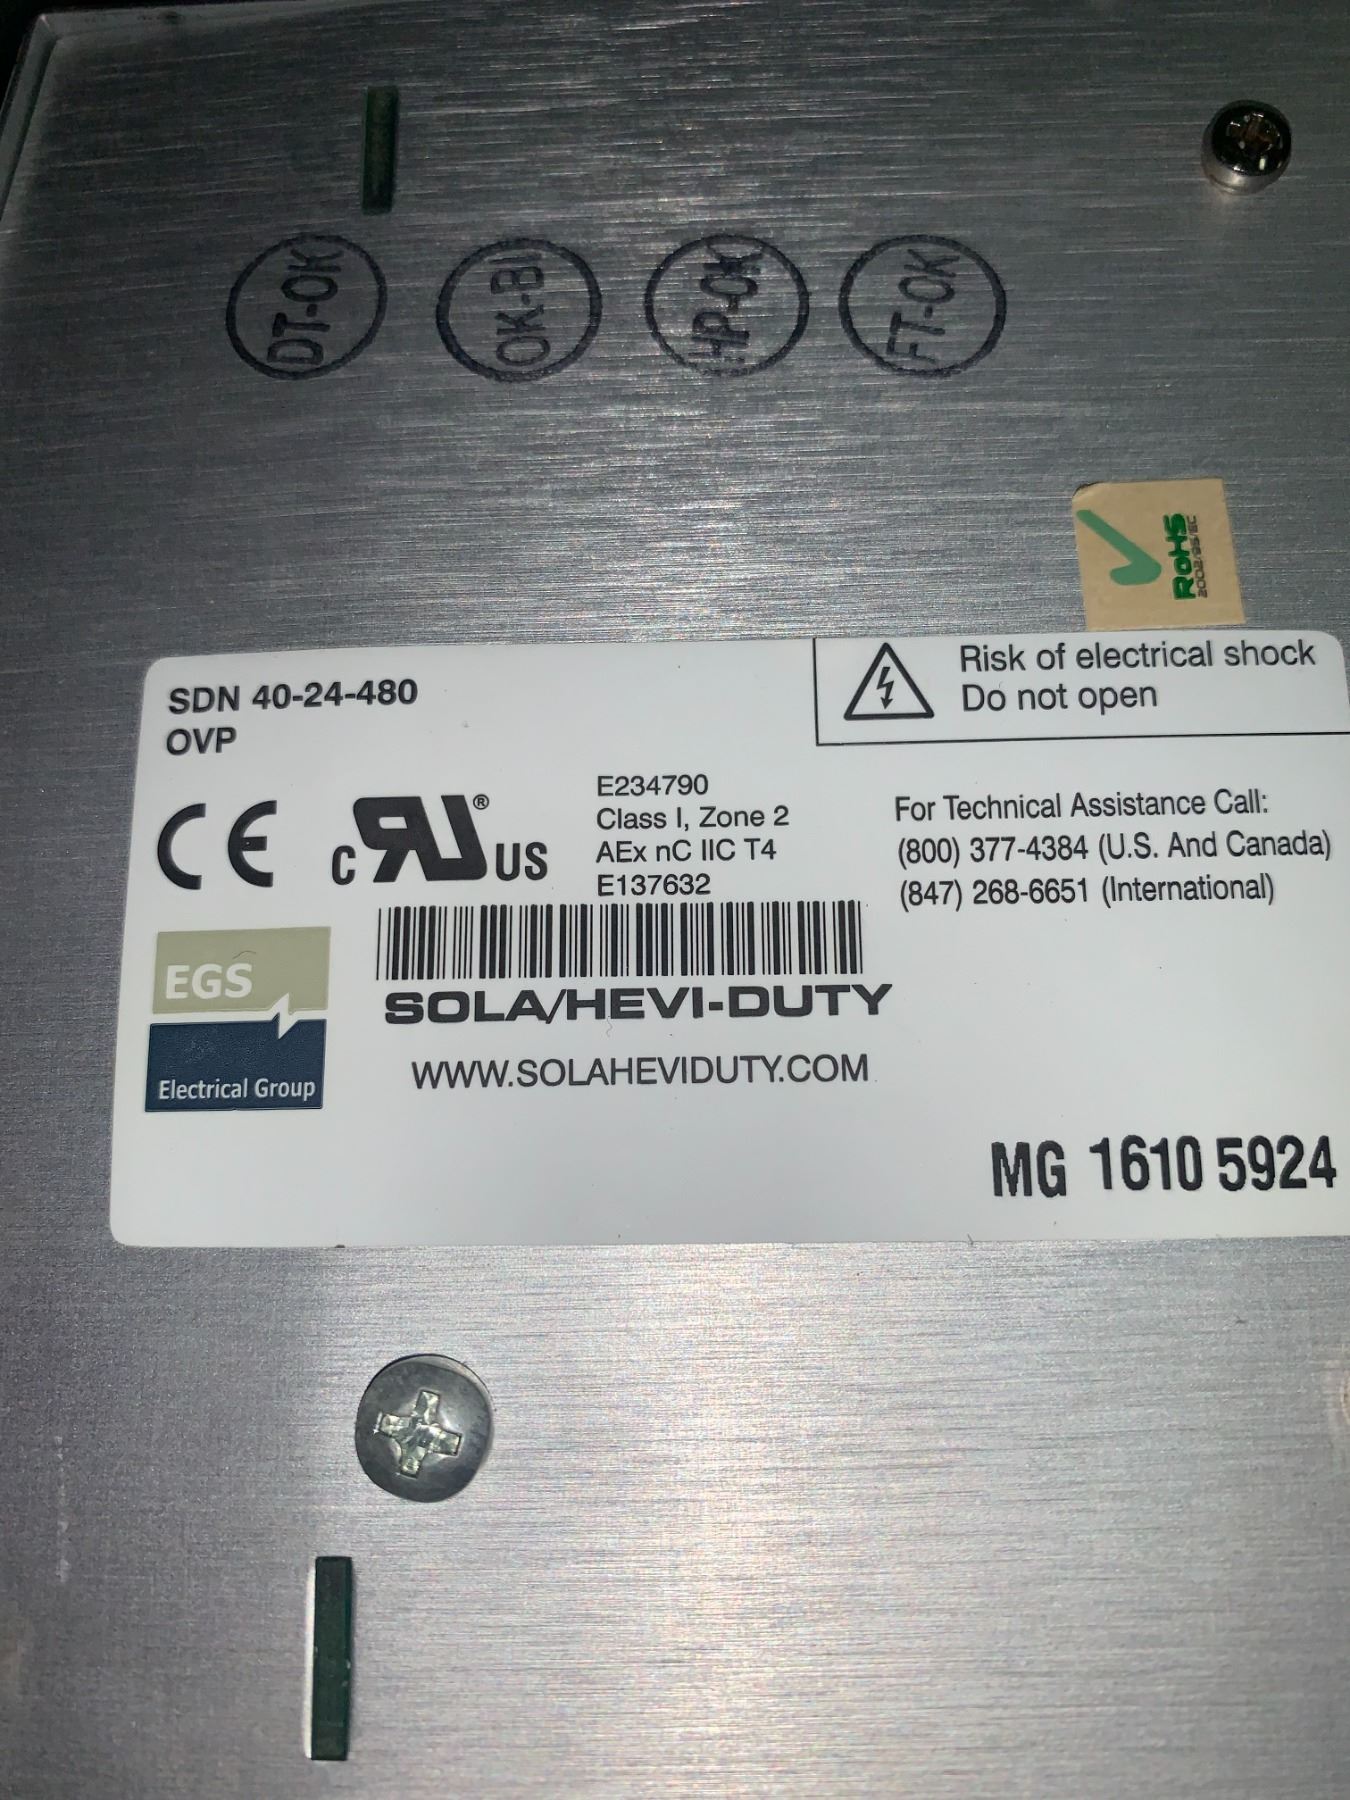 DT-OK
OK-BI
HP-OK
FT-OK
RoHS
2002/95/EC
Risk of electrical shock
Do not open
SDN 40-24-480
OVP
CE
c RU ® US
E234790
Class I, Zone 2
AEx nC IIC T4
E137632
For Technical Assistance Call:
(800) 377-4384 (U.S. And Canada)
(847) 268-6651 (International)
EGS
Electrical Group
SOLA/HEVI-DUTY
WWW.SOLAHEVIDUTY.COM
MG 1610 5924